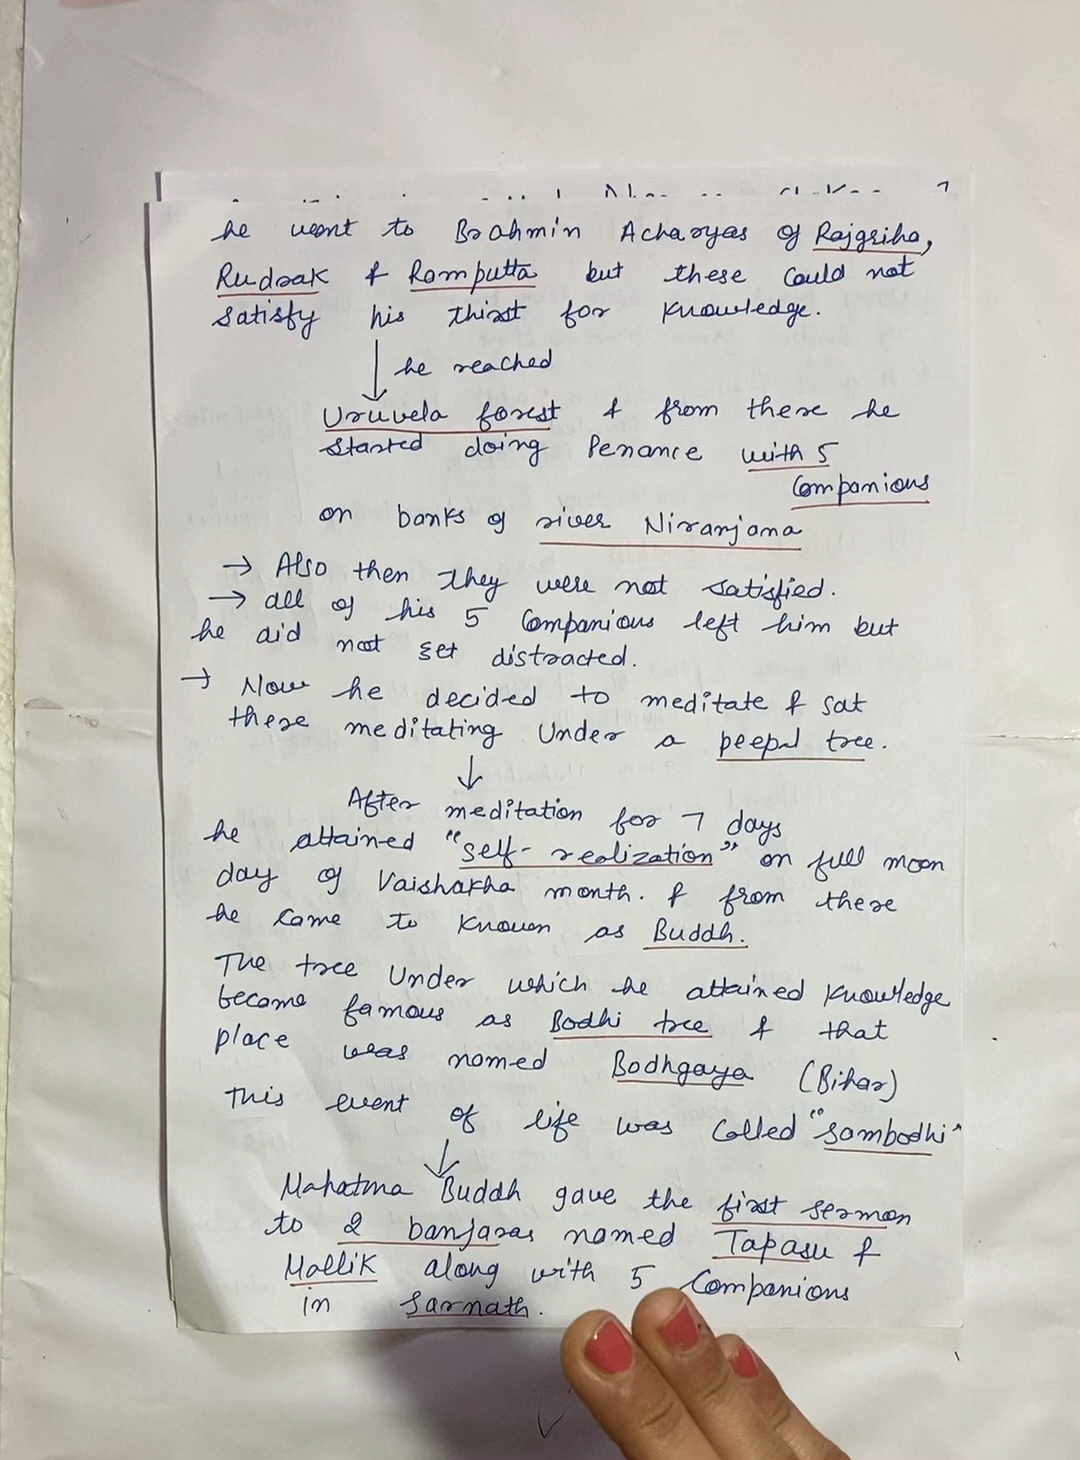 he went to Brahmin Acharyas of Rajgriha,
Rudrak & Ramputta but these could not
satisfy his thirst for knowledge.
he reached
Uruvela forest & from there he
started doing Penance with 5
Companions
on banks of river Niranjana
→ Also then they were not satisfied.
→ all of his 5 Companions left him but
he did not get distracted.
→ Now he decided to meditate & sat
there meditating under a peepal tree.
After meditation for 7 days
he attained "self-realization" on full moon
day of Vaishakha month. & from there
he came to known as Buddh.
The tree Under which he attained knowledge
became famous as Bodhi tree & that
place was named Bodhgaya (Bihar)
This event of life was called "sambodhi"
Mahatma Buddh gave the first sermon
to 2 banjaras named Tapasu &
Mallik along with 5 Companions
in Sarnath.